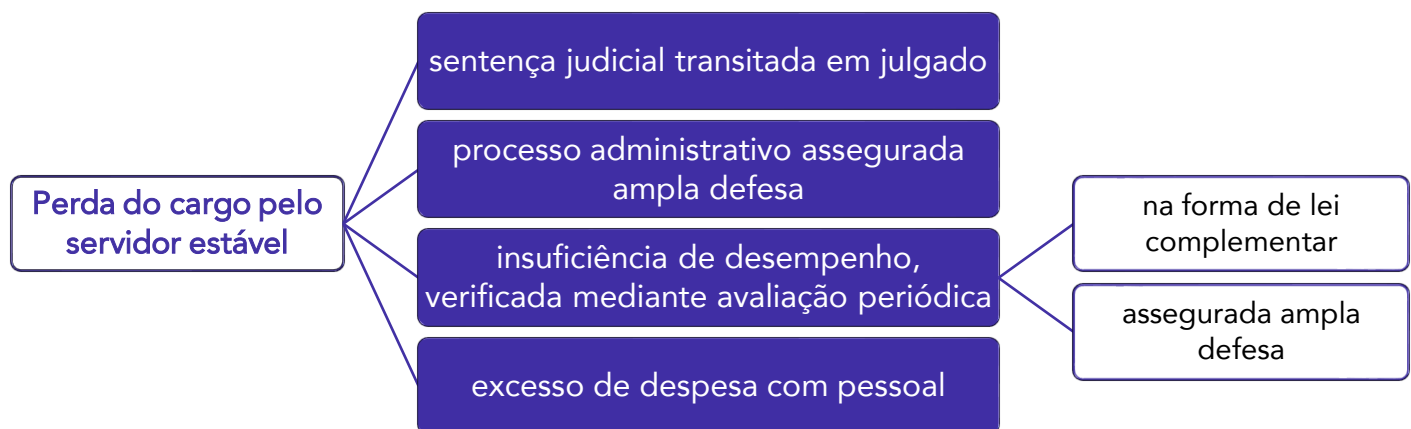 Perda do cargo pelo
servidor estável
sentença judicial transitada em julgado
processo administrativo assegurada
ampla defesa
insuficiência de desempenho,
verificada mediante avaliação periódica
na forma de lei
complementar
assegurada ampla
defesa
excesso de despesa com pessoal